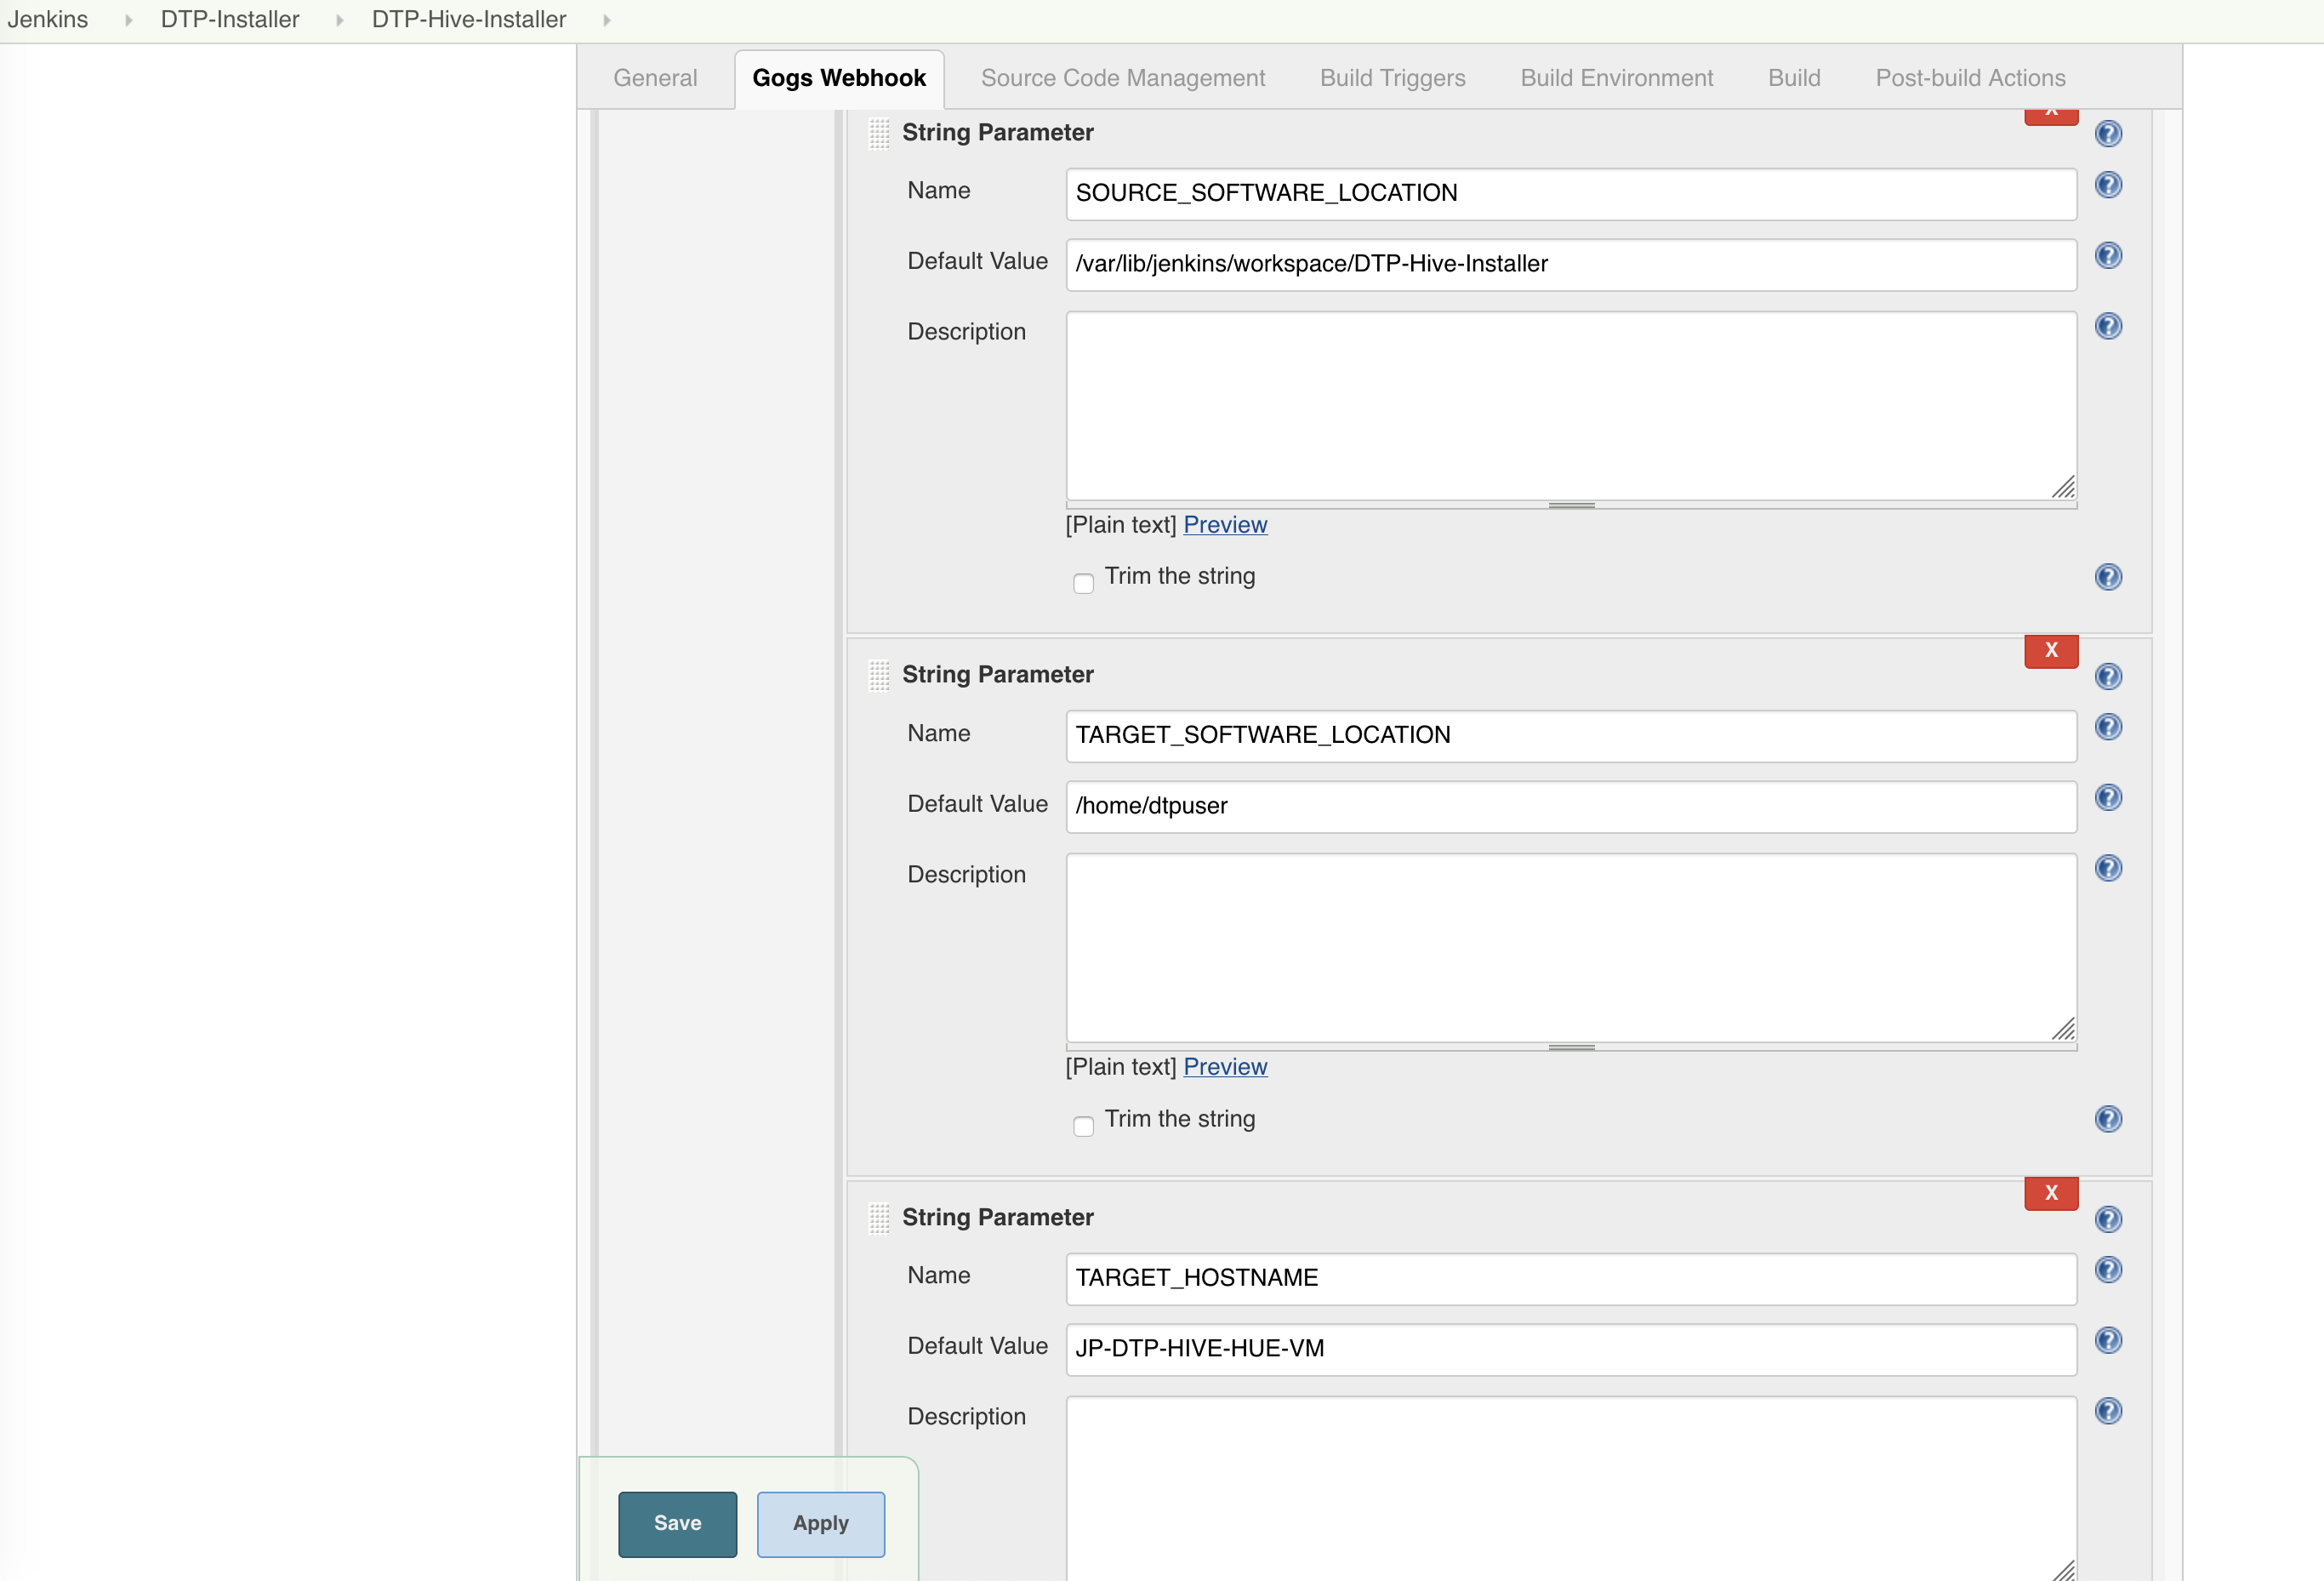 Jenkins DTP-Installer DTP-Hive-Installer
General Gogs Webhook Source Code Management Build Triggers Build Environment Build Post-build Actions
X
String Parameter
Name SOURCE_SOFTWARE_LOCATION
Default Value /var/lib/jenkins/workspace/DTP-Hive-Installer
Description
[Plain text] Preview
Trim the string
X
String Parameter
Name TARGET_SOFTWARE_LOCATION
Default Value /home/dtpuser
Description
[Plain text] Preview
Trim the string
X
String Parameter
Name TARGET_HOSTNAME
Default Value JP-DTP-HIVE-HUE-VM
Description
Save Apply